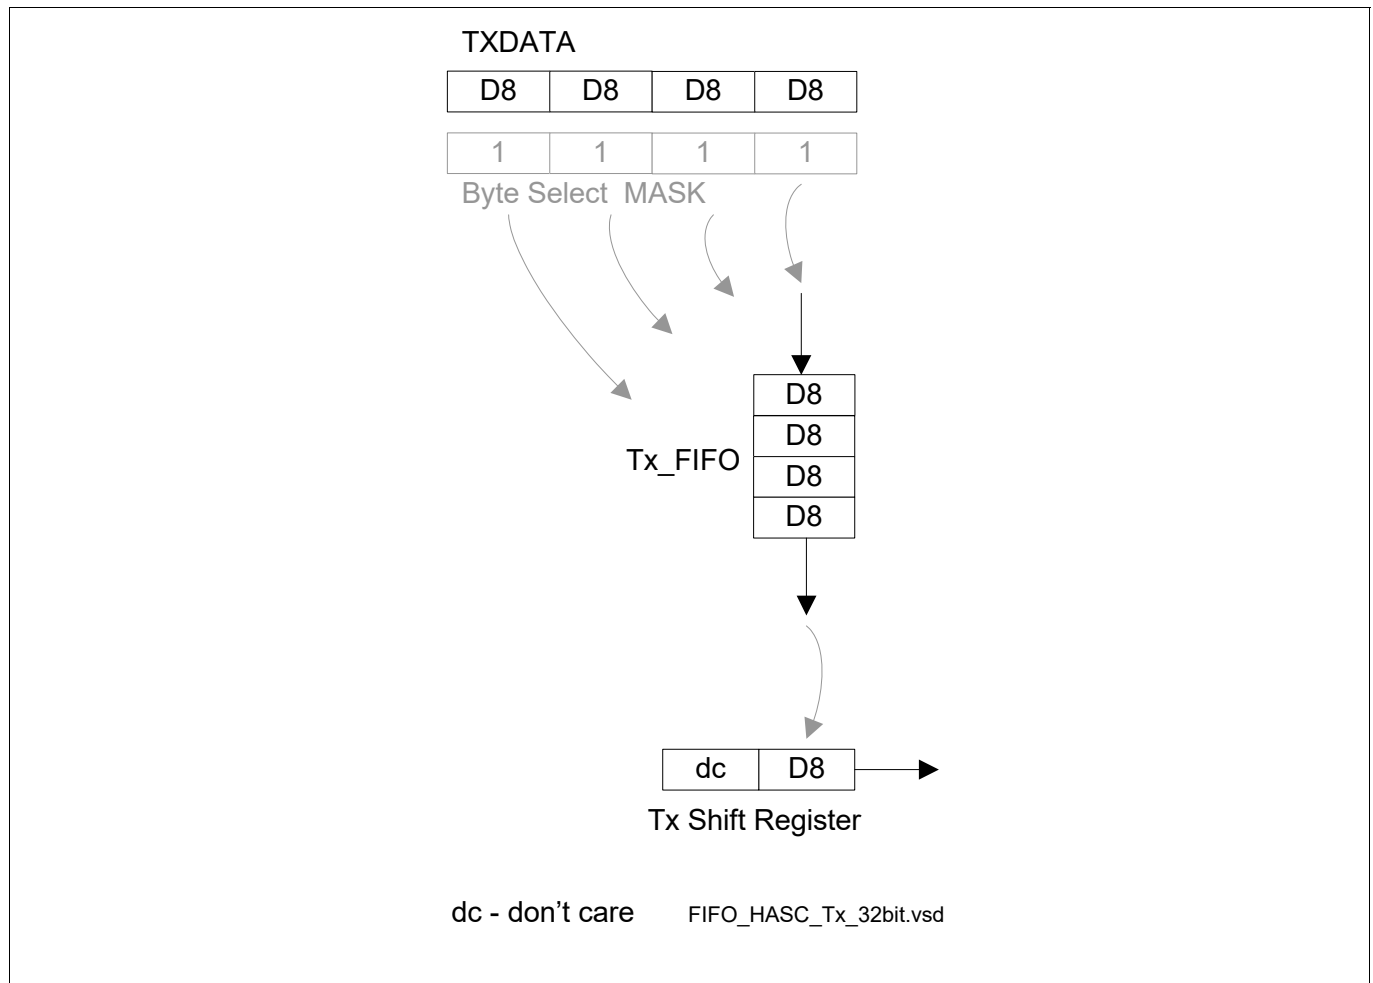 TXDATA
D8 D8 D8 D8
1 1 1 1
Byte Select MASK
D8
D8
Tx_FIFO
D8
D8
dc D8
Tx Shift Register
dc - don’t care FIFO_HASC_Tx_32bit.vsd